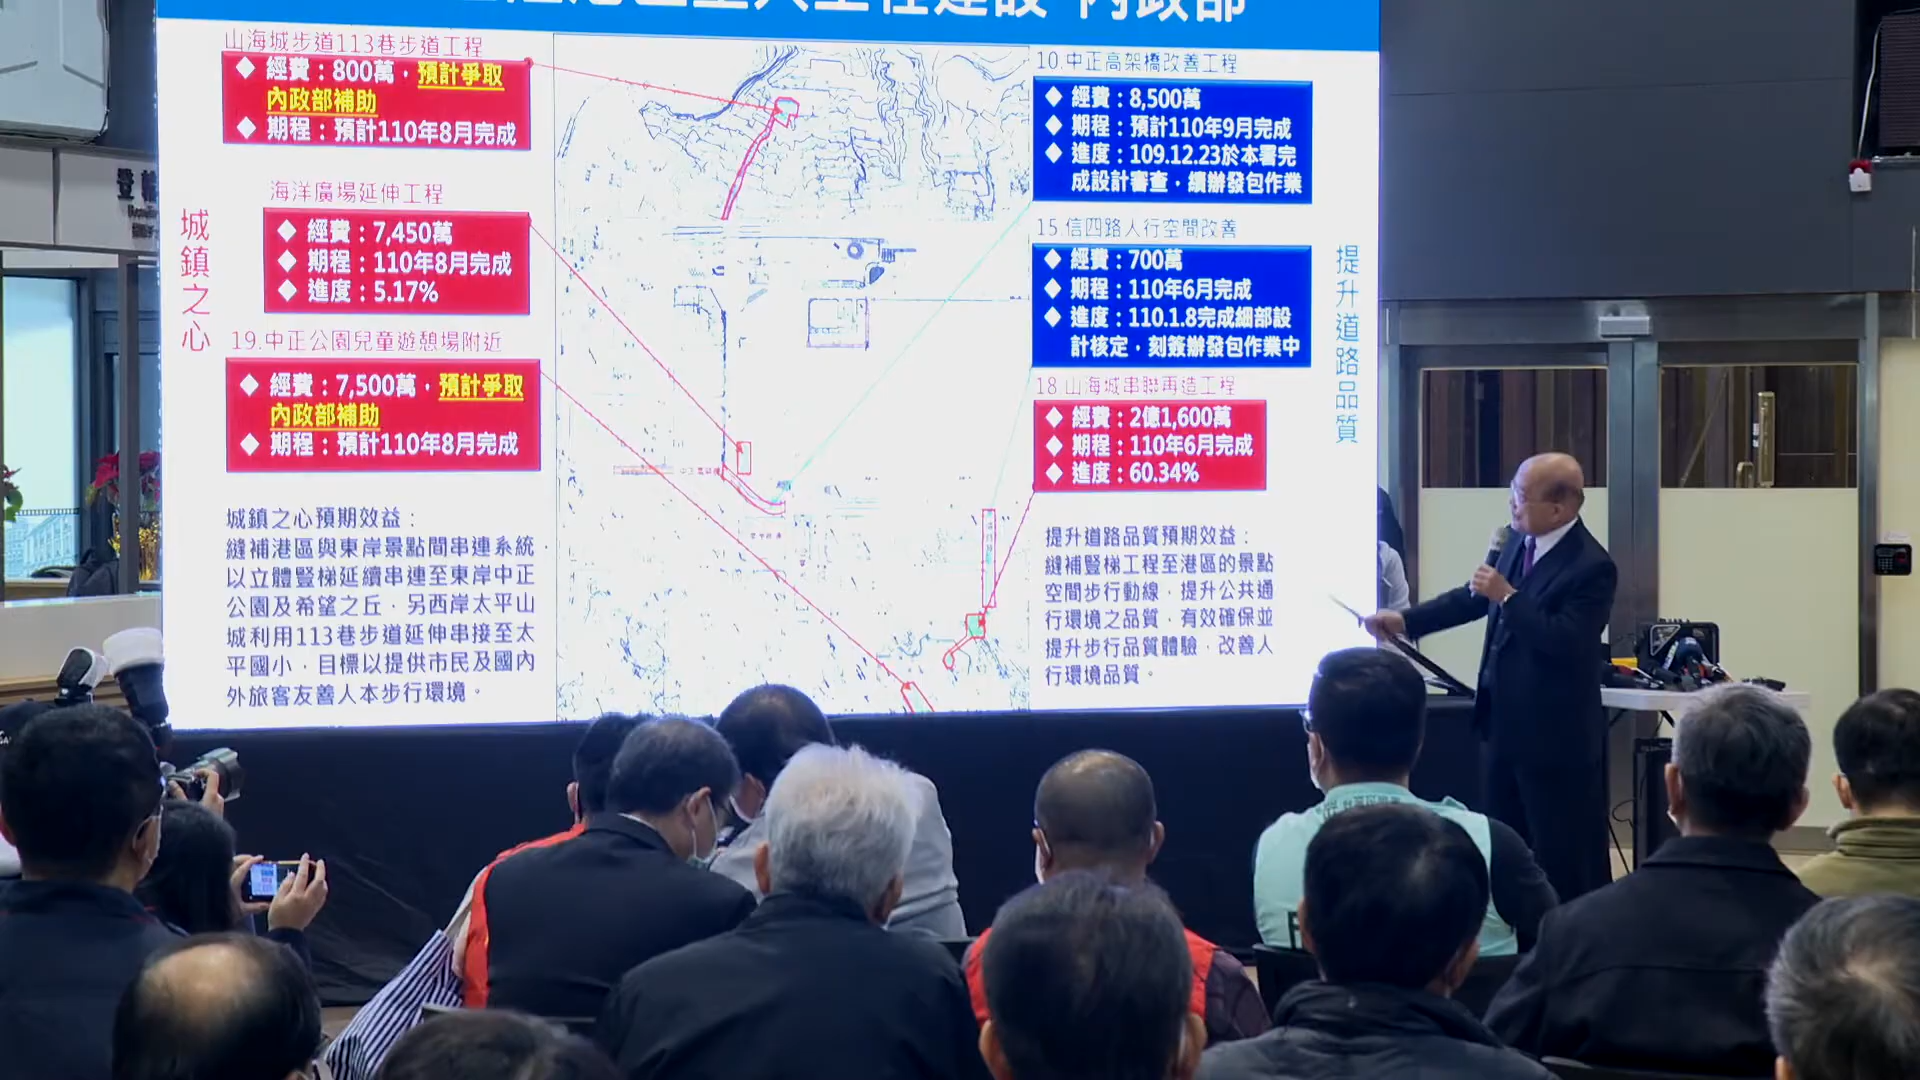 內政部
山海城步道113巷步道工程
◆ 經費：800萬，預計爭取
內政部補助
◆ 期程：預計110年8月完成
海洋廣場延伸工程
◆ 經費：7,450萬
◆ 期程：110年8月完成
◆ 進度：5.17%
19.中正公園兒童遊憩場附近
◆ 經費：7,500萬，預計爭取
內政部補助
◆ 期程：預計110年8月完成
城鎮之心
城鎮之心預期效益：
縫補港區與東岸景點間串連系統
以立體豎梯延續串連至東岸中正
公園及希望之丘，另西岸太平山
城利用113巷步道延伸串接至太
平國小，目標以提供市民及國內
外旅客友善人本步行環境。
10.中正高架橋改善工程
◆ 經費：8,500萬
◆ 期程：預計110年9月完成
◆ 進度：109.12.23於本署完
成設計審查，續辦發包作業
15.信四路人行空間改善
◆ 經費：700萬
◆ 期程：110年6月完成
◆ 進度：110.1.8完成細部設
計核定，刻簽辦發包作業中
18 山海城串聯再造工程
◆ 經費：2億1,600萬
◆ 期程：110年6月完成
◆ 進度：60.34%
提升道路品質
提升道路品質預期效益：
縫補豎梯工程至港區的景點
空間步行動線，提升公共通
行環境之品質，有效確保並
提升步行品質體驗，改善人
行環境品質。